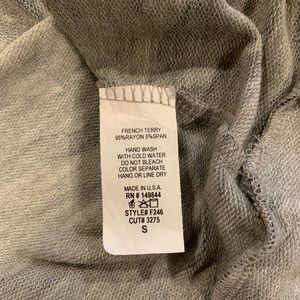 FRENCH TERRY
95%RAYON 5%SPAN
HAND WASH
WITH COLD WATER
DO NOT BLEACH
COLOR SEPARATE
HANG OR LINE DRY
MADE IN U.S.A.
RN # 149844
STYLE# F246
CUT# 3275
S